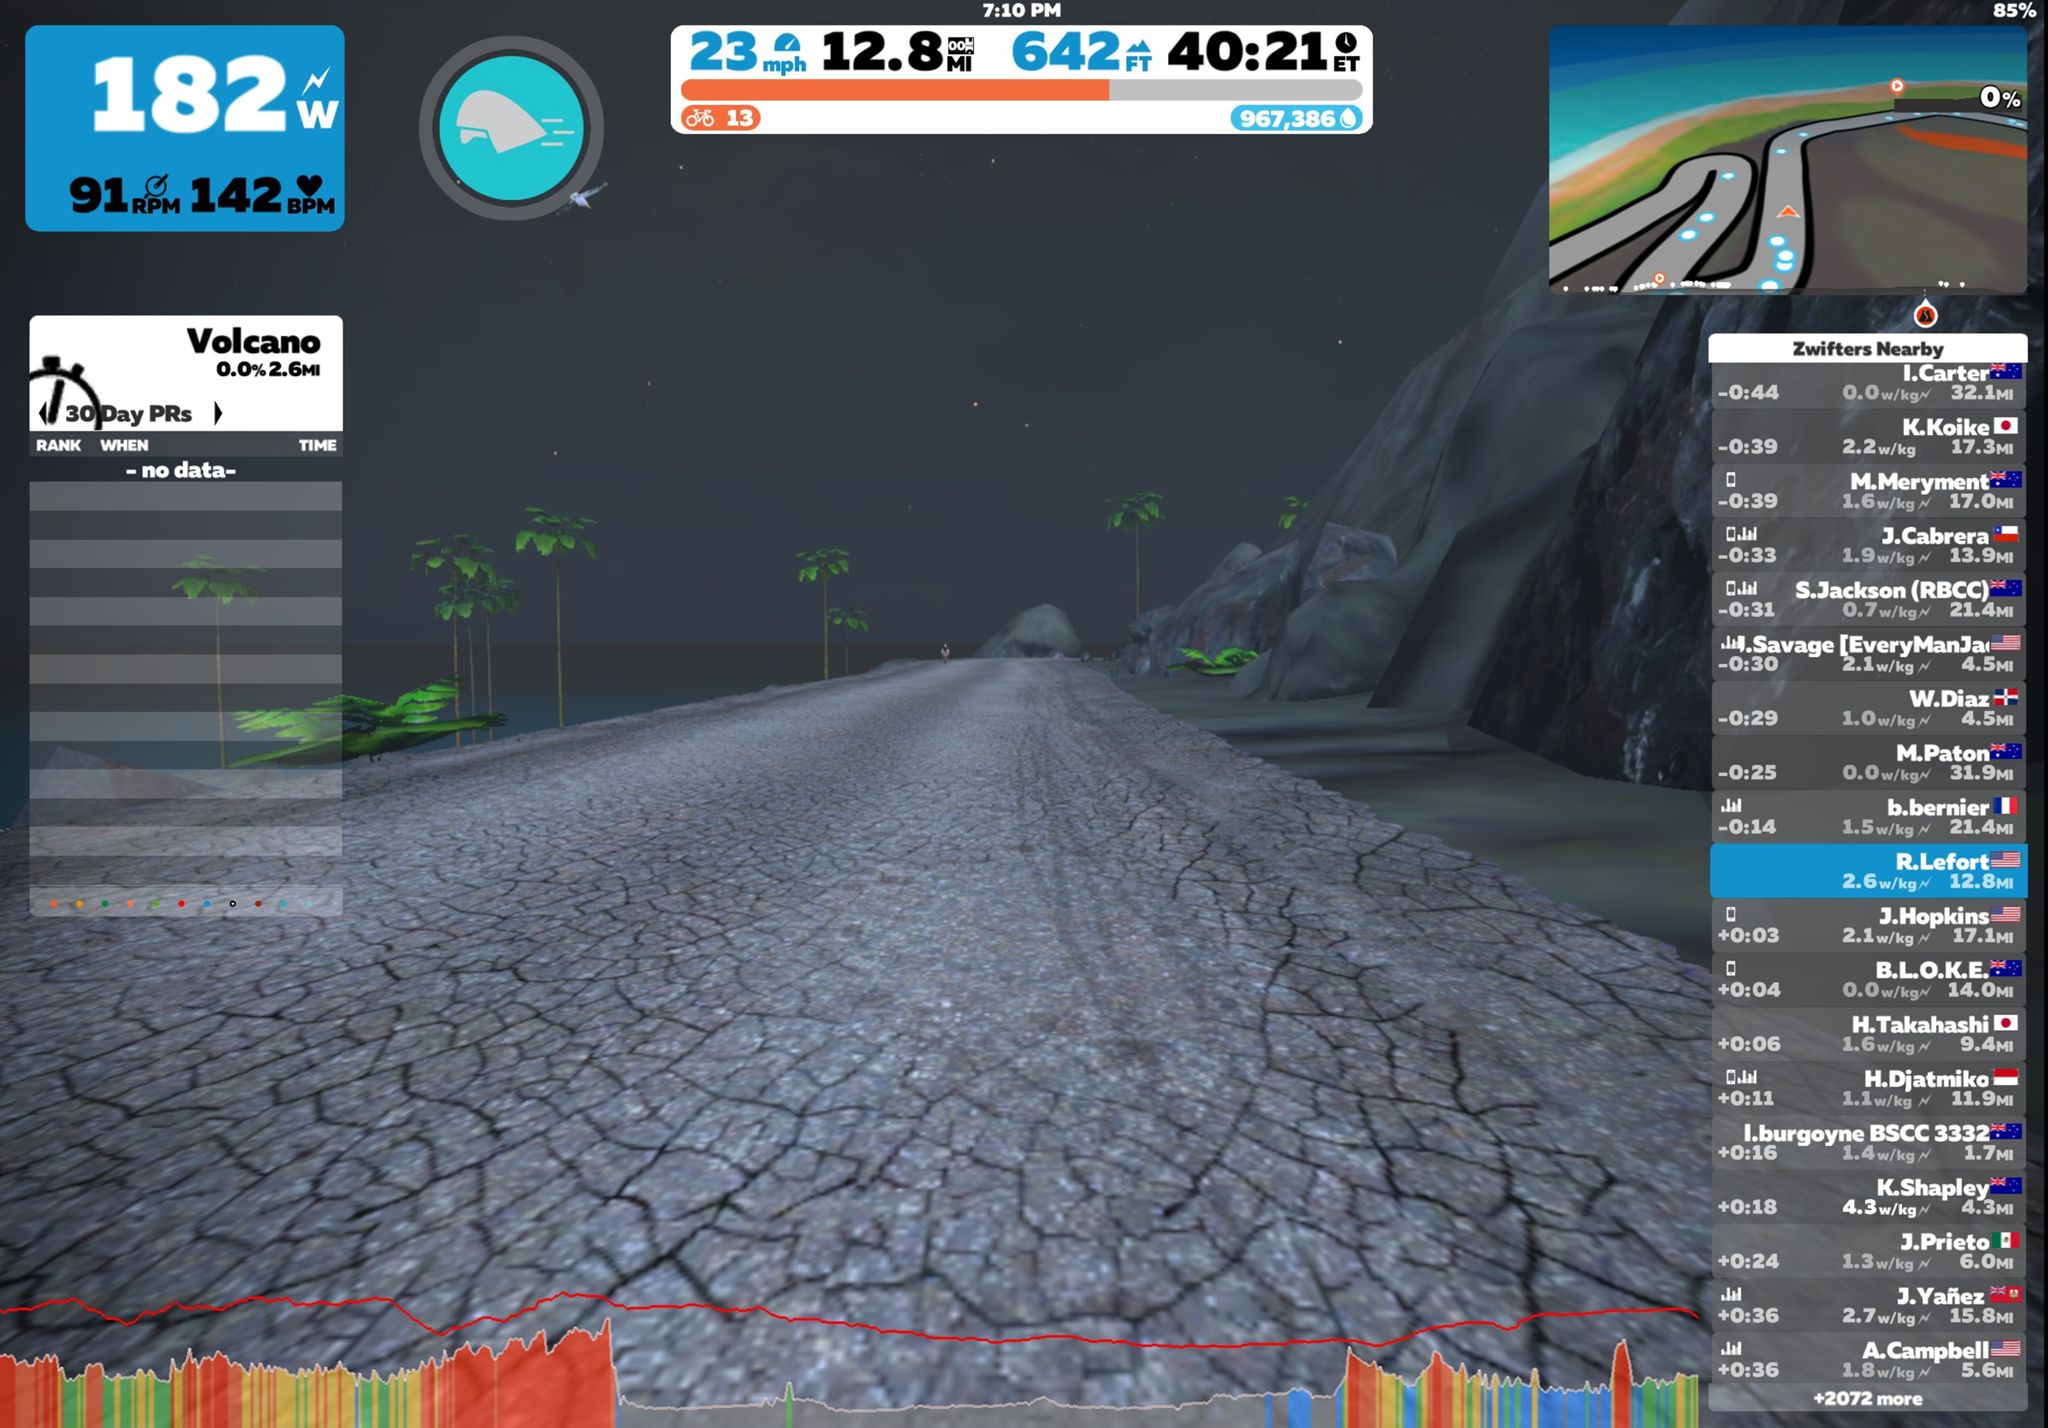 7:10 PM
85%
182 W
91 RPM 142 BPM
23 mph 12.8 MI 642 FT 40:21 ET
13
967,386
0%
Volcano
0.0% 2.6MI
30 Day PRs
RANK WHEN TIME
- no data-
Zwifters Nearby
I.Carter
-0:44 0.0w/kg 32.1MI
K.Koike
-0:39 2.2w/kg 17.3MI
M.Meryment
-0:39 1.6w/kg 17.0MI
J.Cabrera
-0:33 1.9w/kg 13.9MI
S.Jackson (RBCC)
-0:31 0.7w/kg 21.4MI
.Savage [EveryManJa
-0:30 2.1w/kg 4.5MI
W.Diaz
-0:29 1.0w/kg 4.5MI
M.Paton
-0:25 0.0w/kg 31.9MI
b.bernier
-0:14 1.5w/kg 21.4MI
R.Lefort
2.6w/kg 12.8MI
J.Hopkins
+0:03 2.1w/kg 17.1MI
B.L.O.K.E.
+0:04 0.0w/kg 14.0MI
H.Takahashi
+0:06 1.6w/kg 9.4MI
H.Djatmiko
+0:11 1.1w/kg 11.9MI
I.burgoyne BSCC 3332
+0:16 1.4w/kg 1.7MI
K.Shapley
+0:18 4.3w/kg 4.3MI
J.Prieto
+0:24 1.3w/kg 6.0MI
J.Yañez
+0:36 2.7w/kg 15.8MI
A.Campbell
+0:36 1.8w/kg 5.6MI
+2072 more